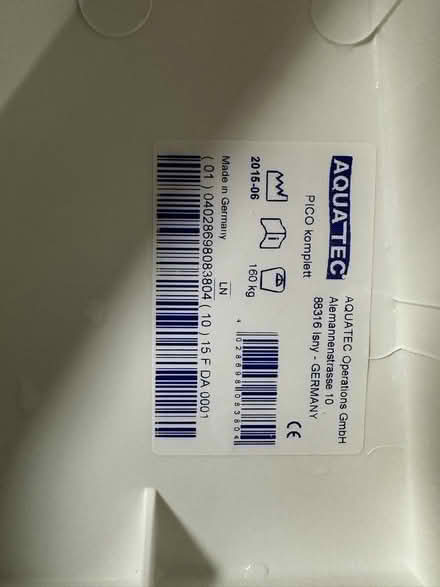 AQUATEC
AQUATEC Operations GmbH
Alemannenstrasse 10
88316 Isny - GERMANY
PICO komplett
2015-06
160 kg
CE
4 028698 083804
Made in Germany
LN
( 01 ) 04028698083804 ( 10 ) 15 F DA 0001